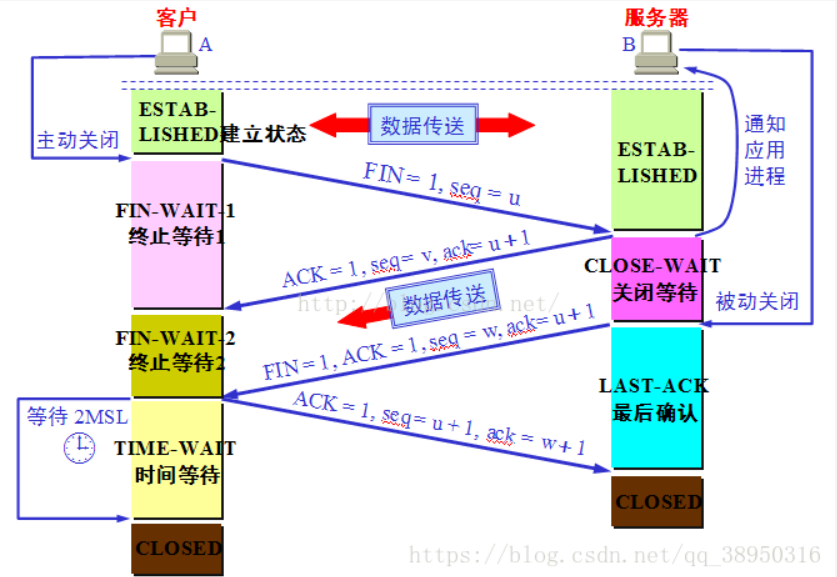 客户
服务器
A
B
ESTAB-
LISHED建立状态
数据传送
主动关闭
通知
应用
进程
ESTAB-
LISHED
FIN = 1, seq = u
FIN-WAIT-1
终止等待1
ACK = 1, seq= v, ack= u + 1
CLOSE-WAIT
关闭等待
被动关闭
数据传送
FIN-WAIT-2
终止等待2
FIN = 1, ACK = 1, seq = w, ack= u + 1
LAST-ACK
最后确认
等待 2MSL
ACK = 1, seq= u + 1, ack = w + 1
TIME-WAIT
时间等待
CLOSED
CLOSED
https://blog.csdn.net/qq_38950316